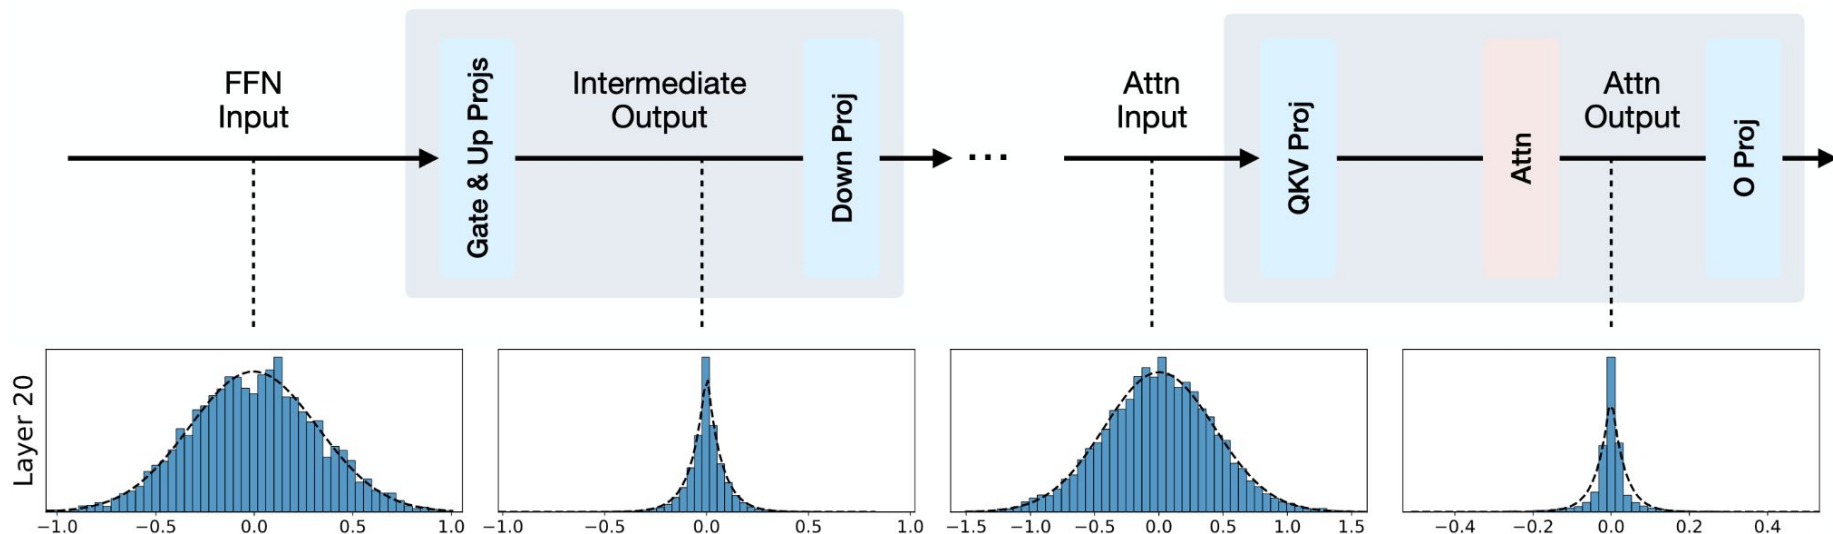 FFN
Input
Gate & Up Projs
Intermediate
Output
Down Proj
...
Attn
Input
QKV Proj
Attn
Attn
Output
O Proj
Layer 20
−1.0 −0.5 0.0 0.5 1.0
−1.0 −0.5 0.0 0.5 1.0
−1.5 −1.0 −0.5 0.0 0.5 1.0 1.5
−0.4 −0.2 0.0 0.2 0.4